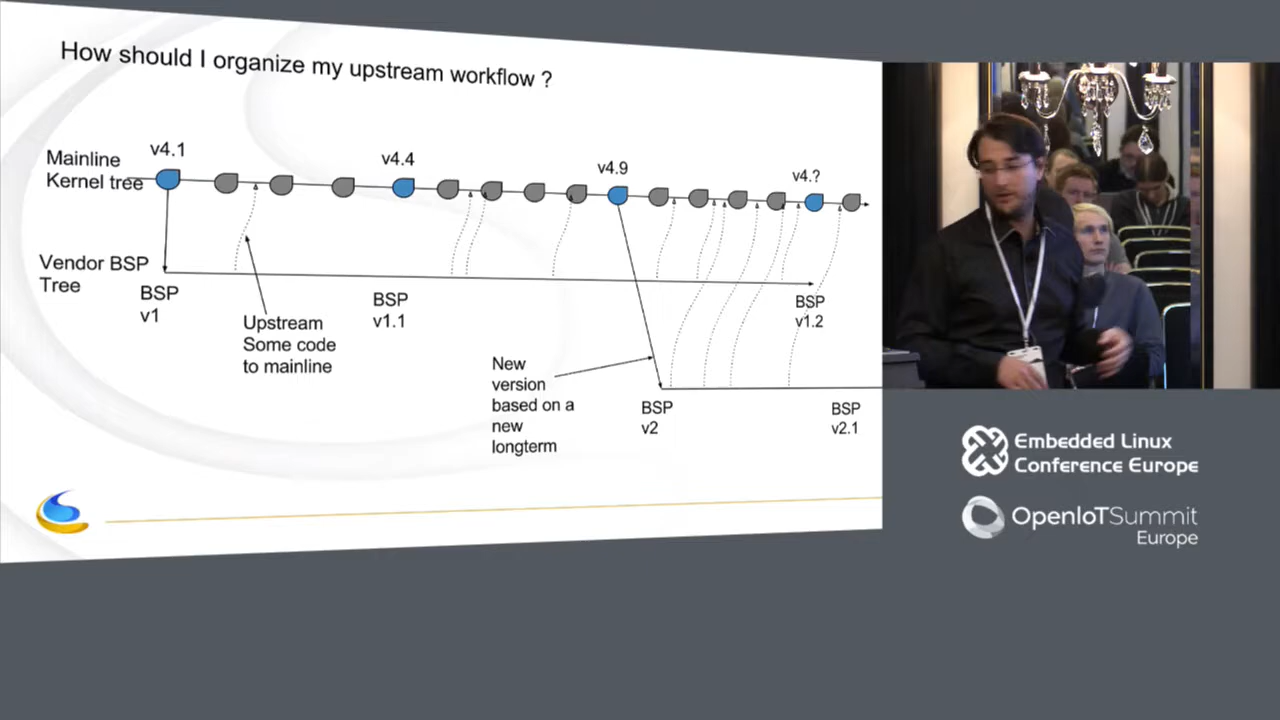 How should I organize my upstream workflow ?
Mainline
Kernel tree
v4.1
v4.4
v4.9
v4.?
Vendor BSP
Tree
BSP
v1
BSP
v1.1
BSP
v1.2
Upstream
Some code
to mainline
New
version
based on a
new
longterm
BSP
v2
BSP
v2.1
Embedded Linux
Conference Europe
OpenIoTSummit
Europe